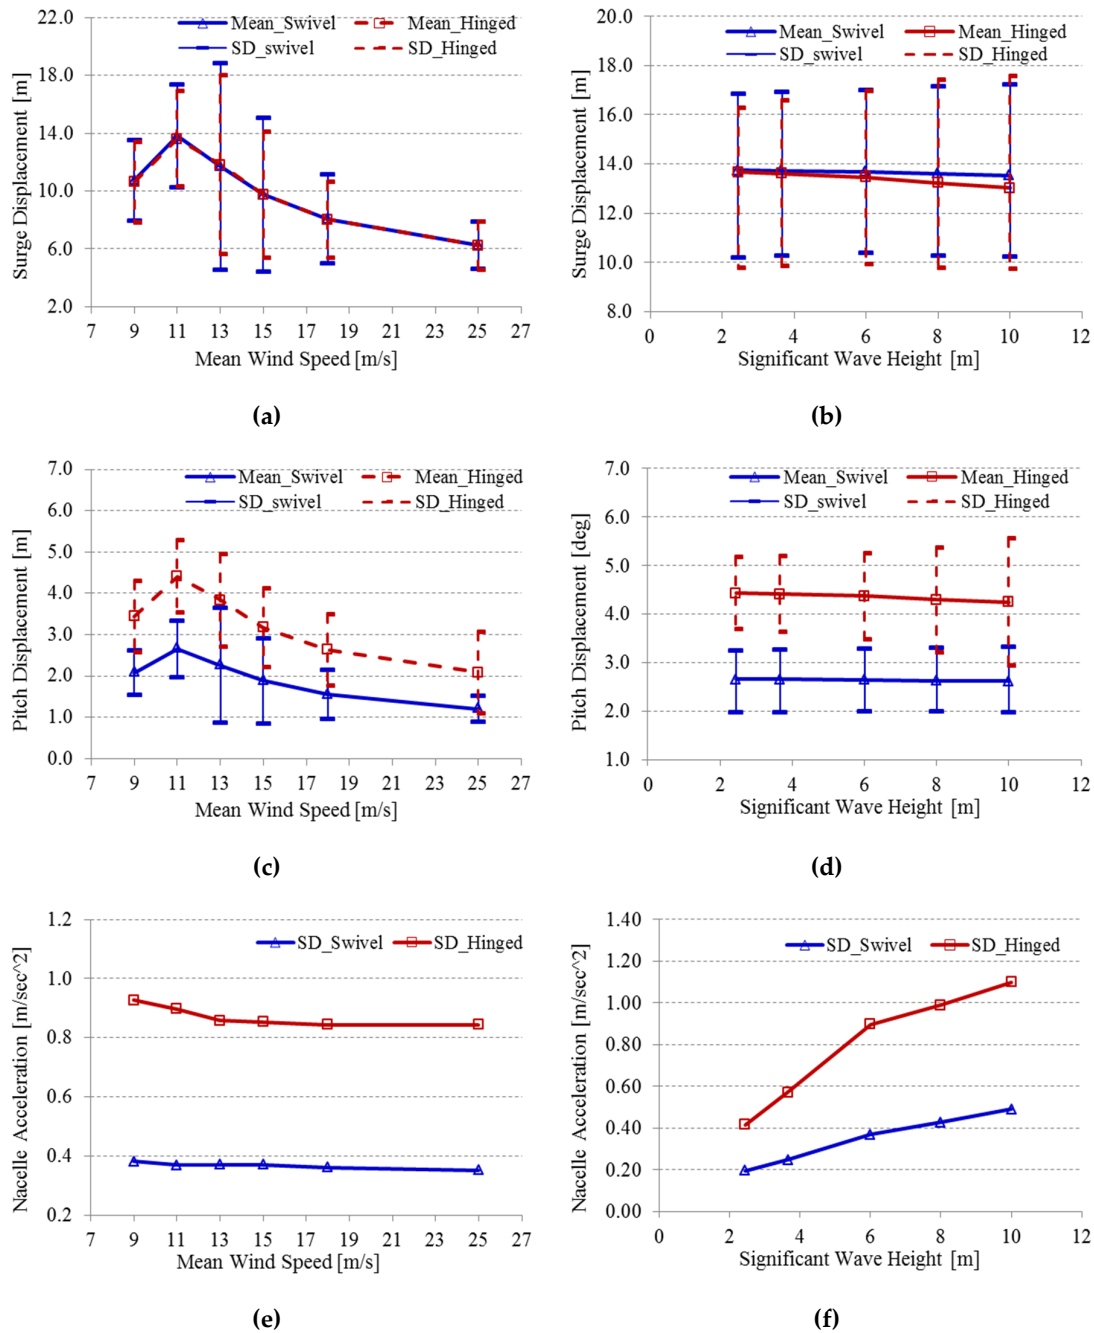 22.0
18.0
14.0
10.0
6.0
2.0
Surge Displacement [m]
Mean_Swivel Mean_Hinged
SD_swivel SD_Hinged
7 9 11 13 15 17 19 21 23 25 27
Mean Wind Speed [m/s]
(a)
20.0
18.0
16.0
14.0
12.0
10.0
8.0
Surge Displacement [m]
Mean_Swivel Mean_Hinged
SD_swivel SD_Hinged
0 2 4 6 8 10 12
Significant Wave Height [m]
(b)
7.0
6.0
5.0
4.0
3.0
2.0
1.0
0.0
Pitch Displacement [m]
Mean_Swivel Mean_Hinged
SD_swivel SD_Hinged
7 9 11 13 15 17 19 21 23 25 27
Mean Wind Speed [m/s]
(c)
7.0
6.0
5.0
4.0
3.0
2.0
1.0
Pitch Displacement [deg]
Mean_Swivel Mean_Hinged
SD_swivel SD_Hinged
0 2 4 6 8 10 12
Significant Wave Height [m]
(d)
1.2
1.0
0.8
0.6
0.4
0.2
Nacelle Acceleration [m/sec^2]
SD_Swivel SD_Hinged
7 9 11 13 15 17 19 21 23 25 27
Mean Wind Speed [m/s]
(e)
1.40
1.20
1.00
0.80
0.60
0.40
0.20
0.00
Nacelle Acceleration [m/sec^2]
SD_Swivel SD_Hinged
0 2 4 6 8 10 12
Significant Wave Height [m]
(f)